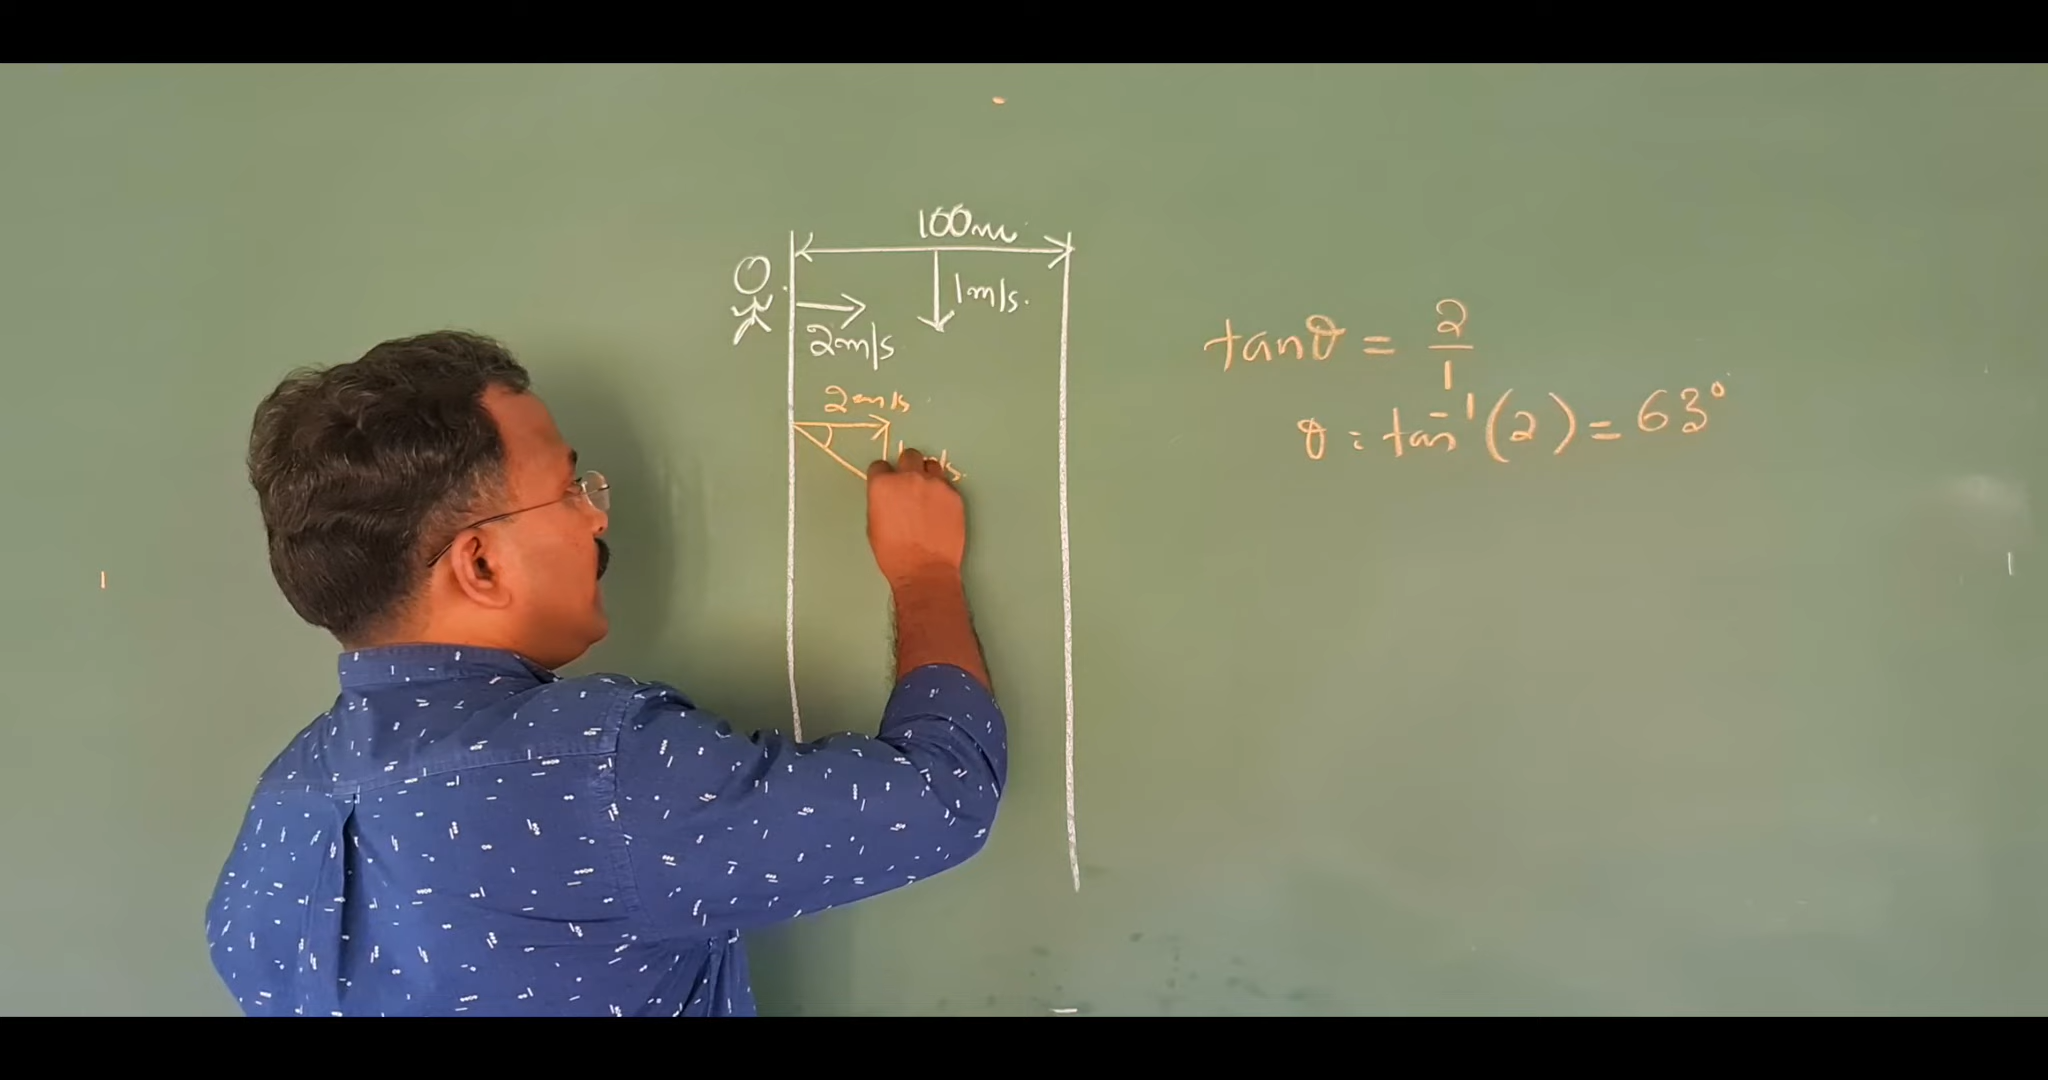 100m
1m/s.
2m/s
2m/s
tanθ = 2/1
θ = tan⁻¹(2) = 63°